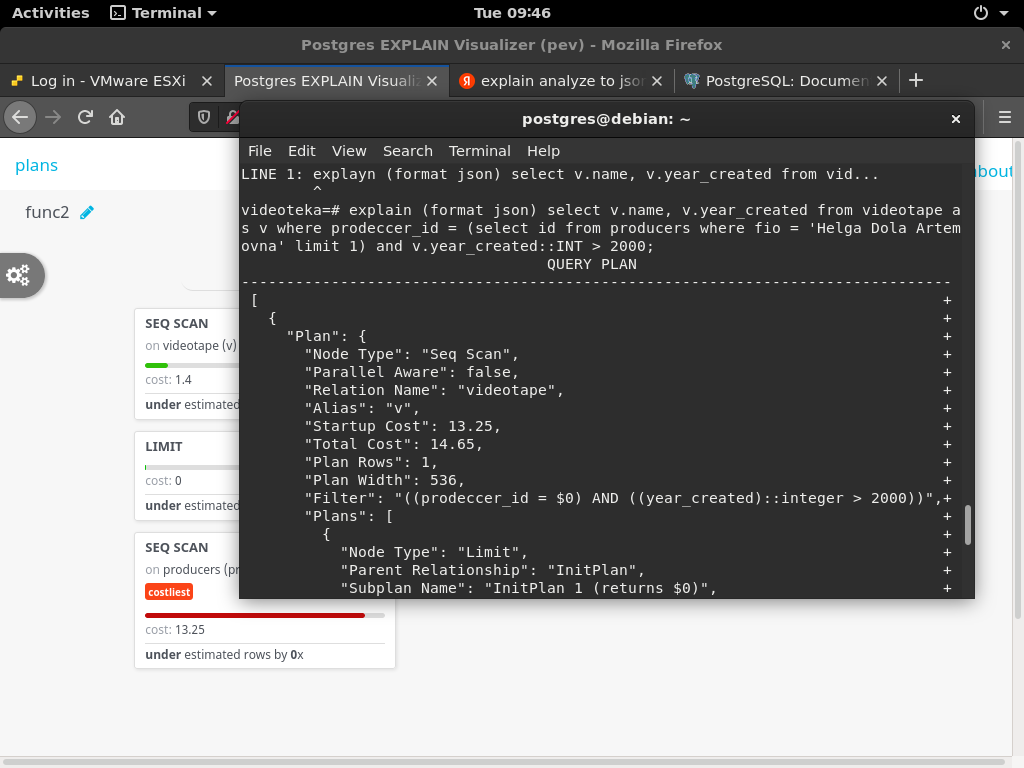 Activities Terminal Tue 09:46
Postgres EXPLAIN Visualizer (pev) - Mozilla Firefox
Log in - VMware ESXi Postgres EXPLAIN Visualiz explain analyze to jso PostgreSQL: Documen
postgres@debian: ~
File Edit View Search Terminal Help
plans
about
func2
LINE 1: explayn (format json) select v.name, v.year_created from vid...
^
videoteka=# explain (format json) select v.name, v.year_created from videotape a
s v where prodeccer_id = (select id from producers where fio = 'Helga Dola Artem
ovna' limit 1) and v.year_created::INT > 2000;
QUERY PLAN
-------------------------------------------------------------------------------
[ +
{ +
"Plan": { +
"Node Type": "Seq Scan", +
"Parallel Aware": false, +
"Relation Name": "videotape", +
"Alias": "v", +
"Startup Cost": 13.25, +
"Total Cost": 14.65, +
"Plan Rows": 1, +
"Plan Width": 536, +
"Filter": "((prodeccer_id = $0) AND ((year_created)::integer > 2000))",+
"Plans": [ +
{ +
"Node Type": "Limit", +
"Parent Relationship": "InitPlan", +
"Subplan Name": "InitPlan 1 (returns $0)", +
SEQ SCAN
on videotape (v)
cost: 1.4
under estimated
LIMIT
cost: 0
under estimated
SEQ SCAN
on producers (pr
costliest
cost: 13.25
under estimated rows by 0x